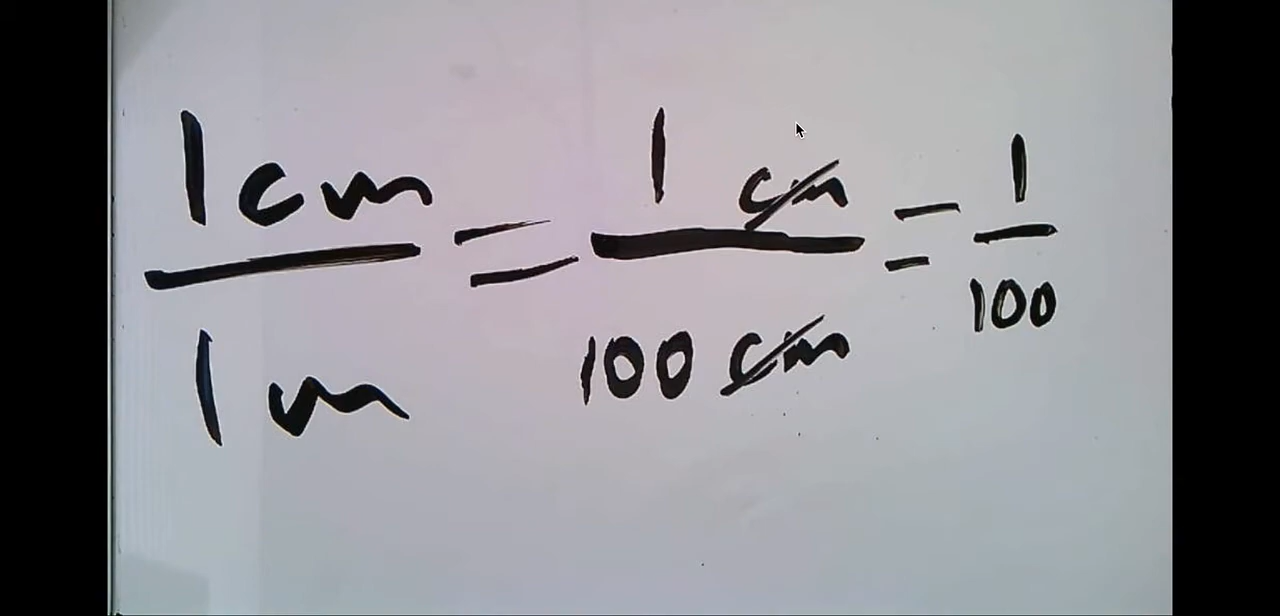 1 cm / 1 m = 1 cm / 100 cm = 1 / 100